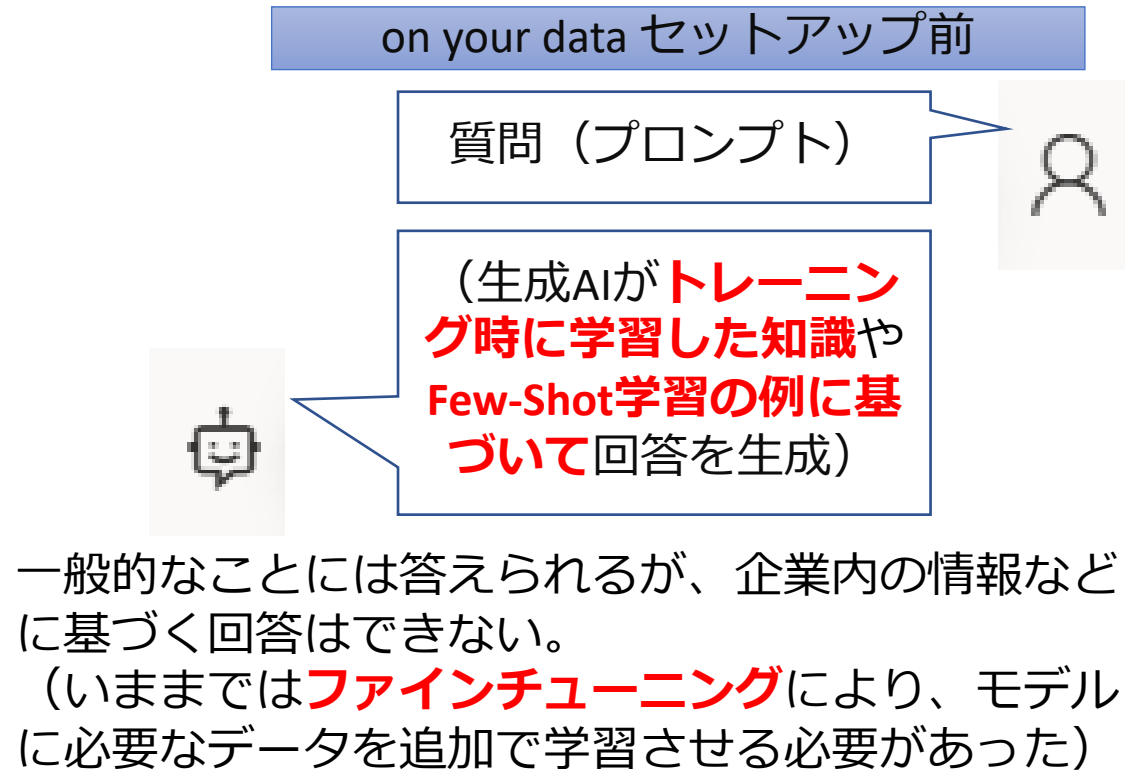 on your data セットアップ前
質問（プロンプト）
（生成AIがトレーニン
グ時に学習した知識や
Few-Shot学習の例に基
づいて回答を生成）
一般的なことには答えられるが、企業内の情報など
に基づく回答はできない。
（いままではファインチューニングにより、モデル
に必要なデータを追加で学習させる必要があった）